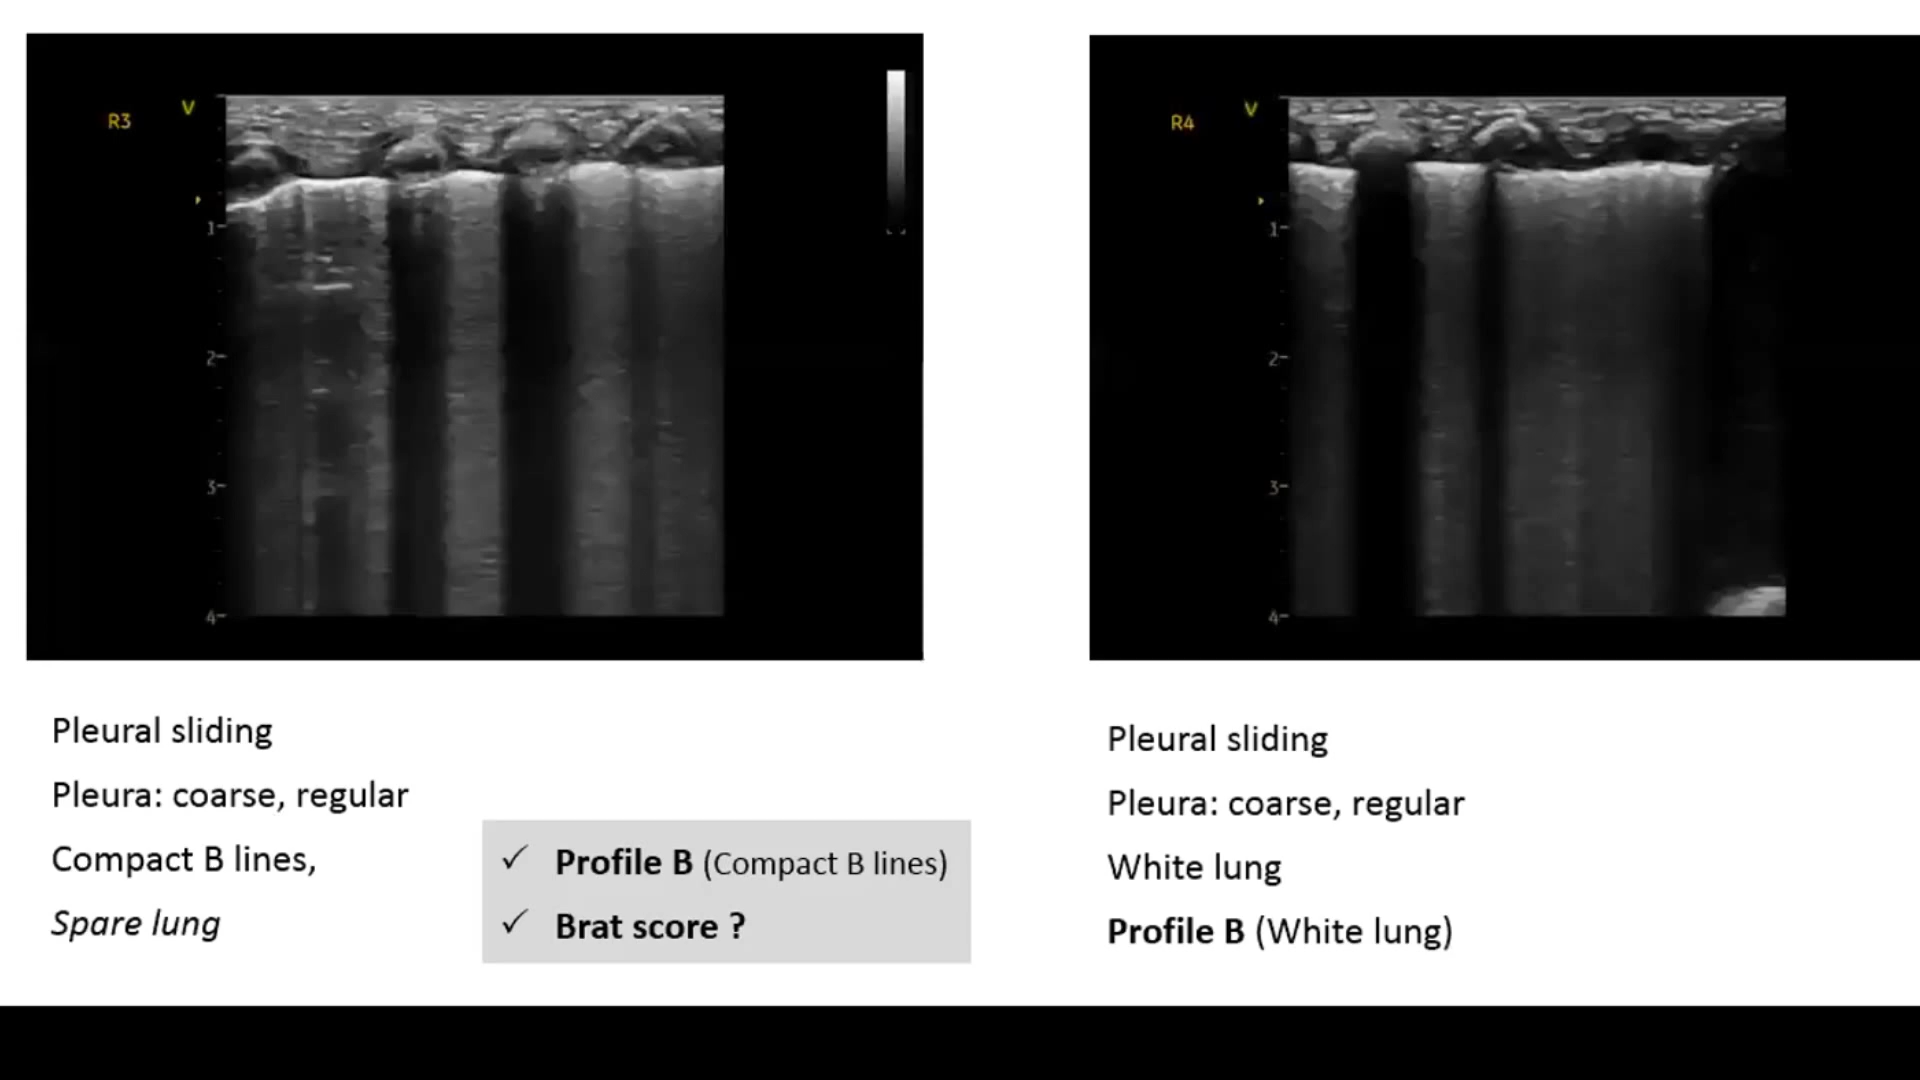 R3
V
1
2
3
4
R4
V
1
2
3
4
Pleural sliding
Pleura: coarse, regular
Compact B lines,
Spare lung
✓ Profile B (Compact B lines)
✓ Brat score ?
Pleural sliding
Pleura: coarse, regular
White lung
Profile B (White lung)